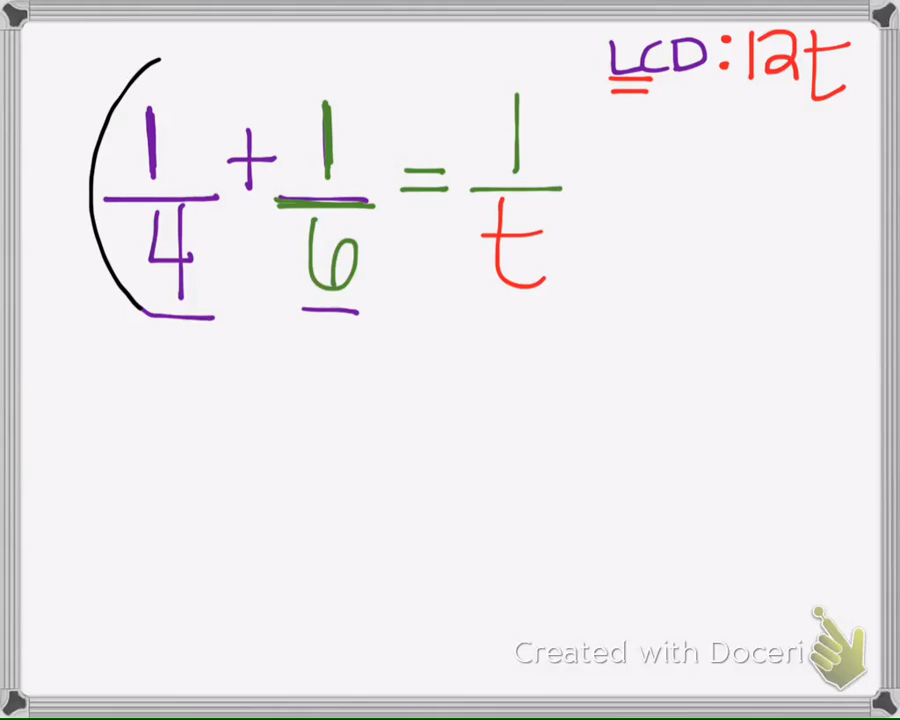 LCD: 12t
(1/4 + 1/6 = 1/t
Created with Doceri